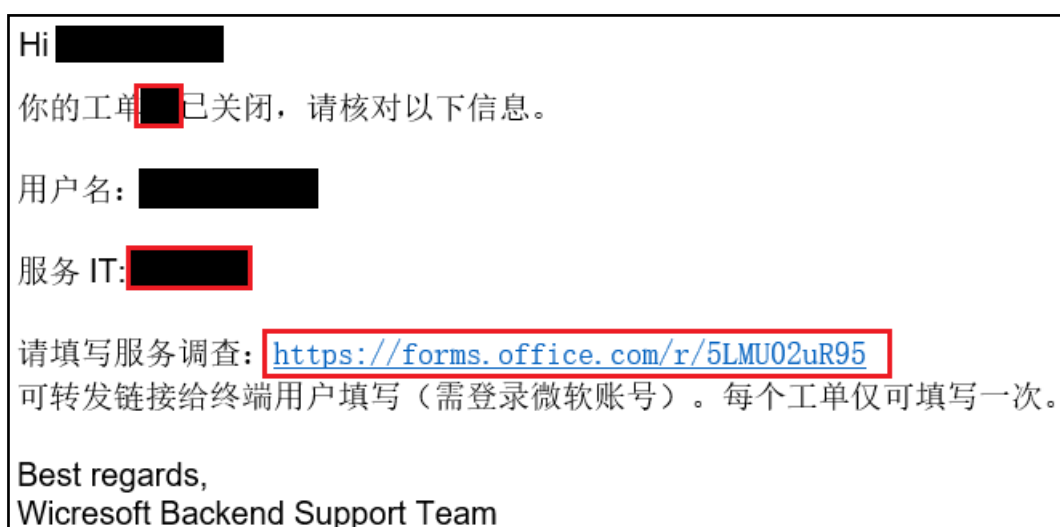 Hi
你的工单 已关闭，请核对以下信息。
用户名：
服务 IT:
请填写服务调查：https://forms.office.com/r/5LMU02uR95
可转发链接给终端用户填写（需登录微软账号）。每个工单仅可填写一次。
Best regards,
Wicresoft Backend Support Team